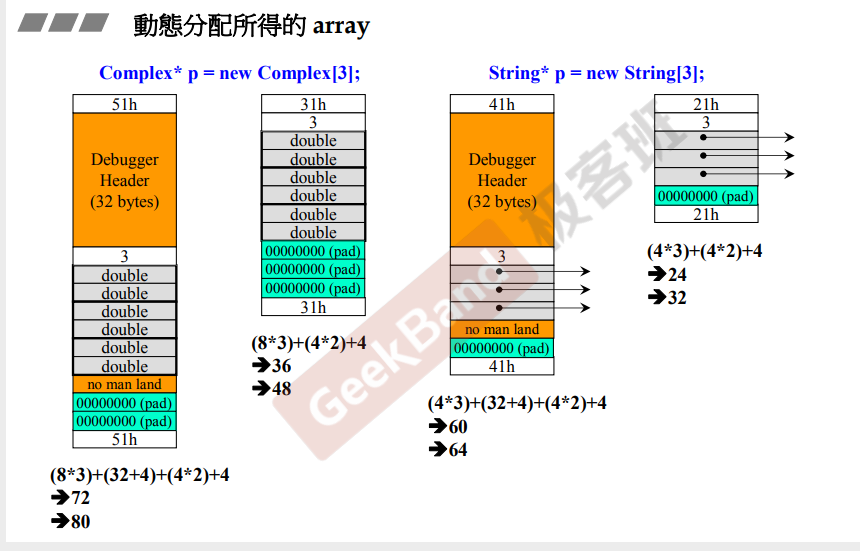 動態分配所得的 array
Complex* p = new Complex[3];
51h
Debugger
Header
(32 bytes)
3
double
double
double
double
double
double
no man land
00000000 (pad)
00000000 (pad)
51h
(8*3)+(32+4)+(4*2)+4
➔72
➔80
31h
3
double
double
double
double
double
double
00000000 (pad)
00000000 (pad)
00000000 (pad)
31h
(8*3)+(4*2)+4
➔36
➔48
String* p = new String[3];
41h
Debugger
Header
(32 bytes)
3
no man land
00000000 (pad)
41h
(4*3)+(32+4)+(4*2)+4
➔60
➔64
21h
3
00000000 (pad)
21h
(4*3)+(4*2)+4
➔24
➔32
GeekBand 极客班